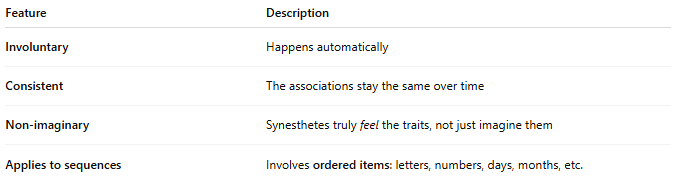 Feature Description
Involuntary Happens automatically
Consistent The associations stay the same over time
Non-imaginary Synesthetes truly feel the traits, not just imagine them
Applies to sequences Involves ordered items: letters, numbers, days, months, etc.